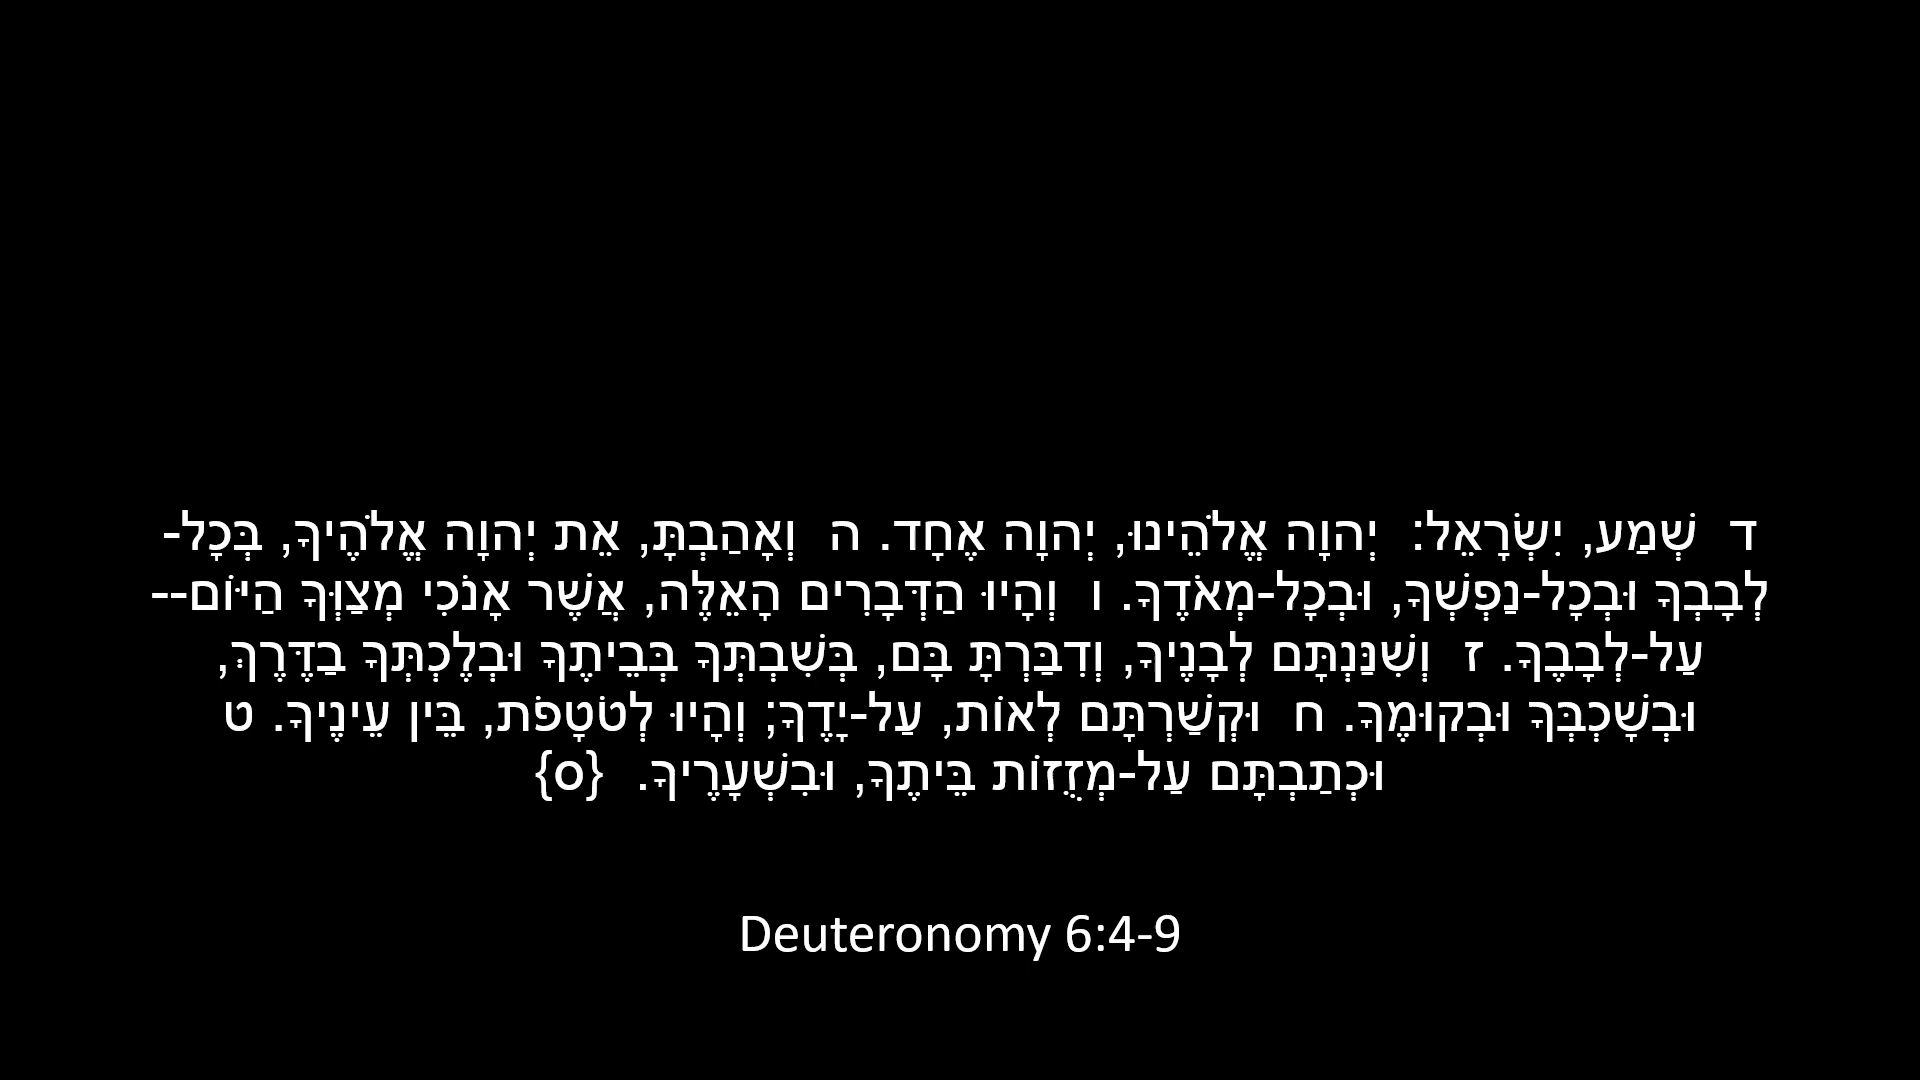 ד  שְׁמַע, יִשְׂרָאֵל:  יְהוָה אֱלֹהֵינוּ, יְהוָה אֶחָד. ה  וְאָהַבְתָּ, אֵת יְהוָה אֱלֹהֶיךָ, בְּכָל-
לְבָבְךָ וּבְכָל-נַפְשְׁךָ, וּבְכָל-מְאֹדֶךָ. ו  וְהָיוּ הַדְּבָרִים הָאֵלֶּה, אֲשֶׁר אָנֹכִי מְצַוְּךָ הַיּוֹם--
עַל-לְבָבֶךָ. ז  וְשִׁנַּנְתָּם לְבָנֶיךָ, וְדִבַּרְתָּ בָּם, בְּשִׁבְתְּךָ בְּבֵיתֶךָ וּבְלֶכְתְּךָ בַדֶּרֶךְ,
וּבְשָׁכְבְּךָ וּבְקוּמֶךָ. ח  וּקְשַׁרְתָּם לְאוֹת, עַל-יָדֶךָ; וְהָיוּ לְטֹטָפֹת, בֵּין עֵינֶיךָ. ט
וּכְתַבְתָּם עַל-מְזֻזוֹת בֵּיתֶךָ, וּבִשְׁעָרֶיךָ.  {ס}
Deuteronomy 6:4-9